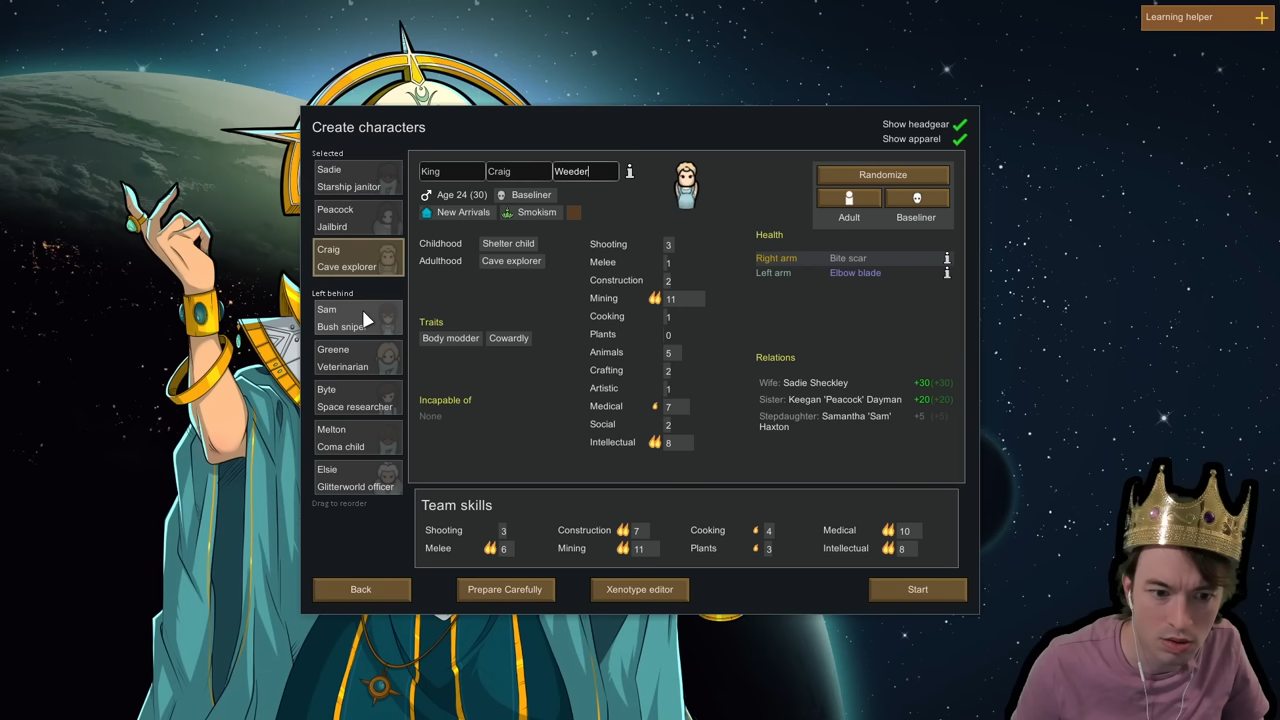 Learning helper
Create characters
Show headgear
Show apparel
Selected
Sadie
Starship janitor
Peacock
Jailbird
Craig
Cave explorer
Left behind
Sam
Bush sniper
Greene
Veterinarian
Byte
Space researcher
Melton
Coma child
Elsie
Glitterworld officer
Drag to reorder
King Craig Weeder
Age 24 (30) Baseliner
New Arrivals Smokism
Childhood Shelter child
Adulthood Cave explorer
Traits
Body modder Cowardly
Incapable of
None
Shooting 3
Melee 1
Construction 2
Mining 11
Cooking 1
Plants 0
Animals 5
Crafting 2
Artistic 1
Medical 7
Social 2
Intellectual 8
Randomize
Adult Baseliner
Health
Right arm Bite scar
Left arm Elbow blade
Relations
Wife: Sadie Sheckley +30 (+30)
Sister: Keegan 'Peacock' Dayman +20 (+20)
Stepdaughter: Samantha 'Sam' +5 (+5)
Haxton
Team skills
Shooting 3 Construction 7 Cooking 4 Medical 10
Melee 6 Mining 11 Plants 3 Intellectual 8
Back Prepare Carefully Xenotype editor Start